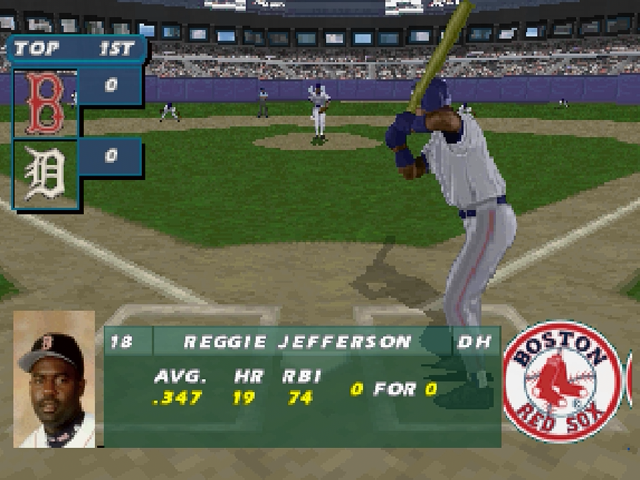 TOP 1ST
B 0
D 0
18 REGGIE JEFFERSON DH
AVG. HR RBI
.347 19 74 0 FOR 0
B
BOSTON
RED SOX